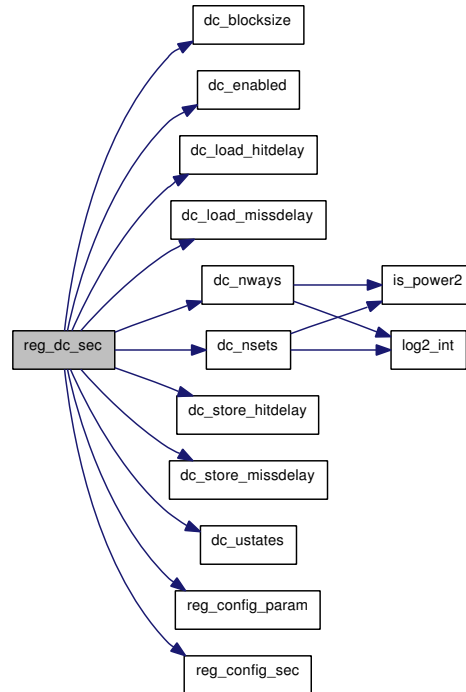 dc_blocksize
dc_enabled
dc_load_hitdelay
dc_load_missdelay
dc_nways
is_power2
reg_dc_sec
dc_nsets
log2_int
dc_store_hitdelay
dc_store_missdelay
dc_ustates
reg_config_param
reg_config_sec